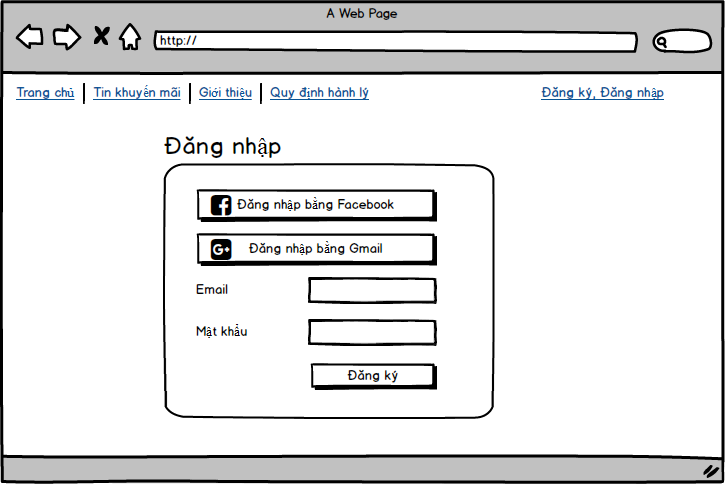 A Web Page
http://
Trang chủ Tin khuyến mãi Giới thiệu Quy định hành lý Đăng ký, Đăng nhập
Đăng nhập
Đăng nhập bằng Facebook
G+ Đăng nhập bằng Gmail
Email
Mật khẩu
Đăng ký